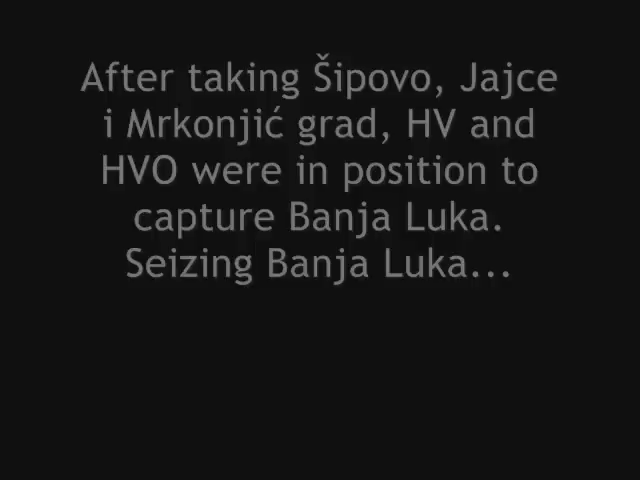 After taking Šipovo, Jajce
i Mrkonjić grad, HV and
HVO were in position to
capture Banja Luka.
Seizing Banja Luka...